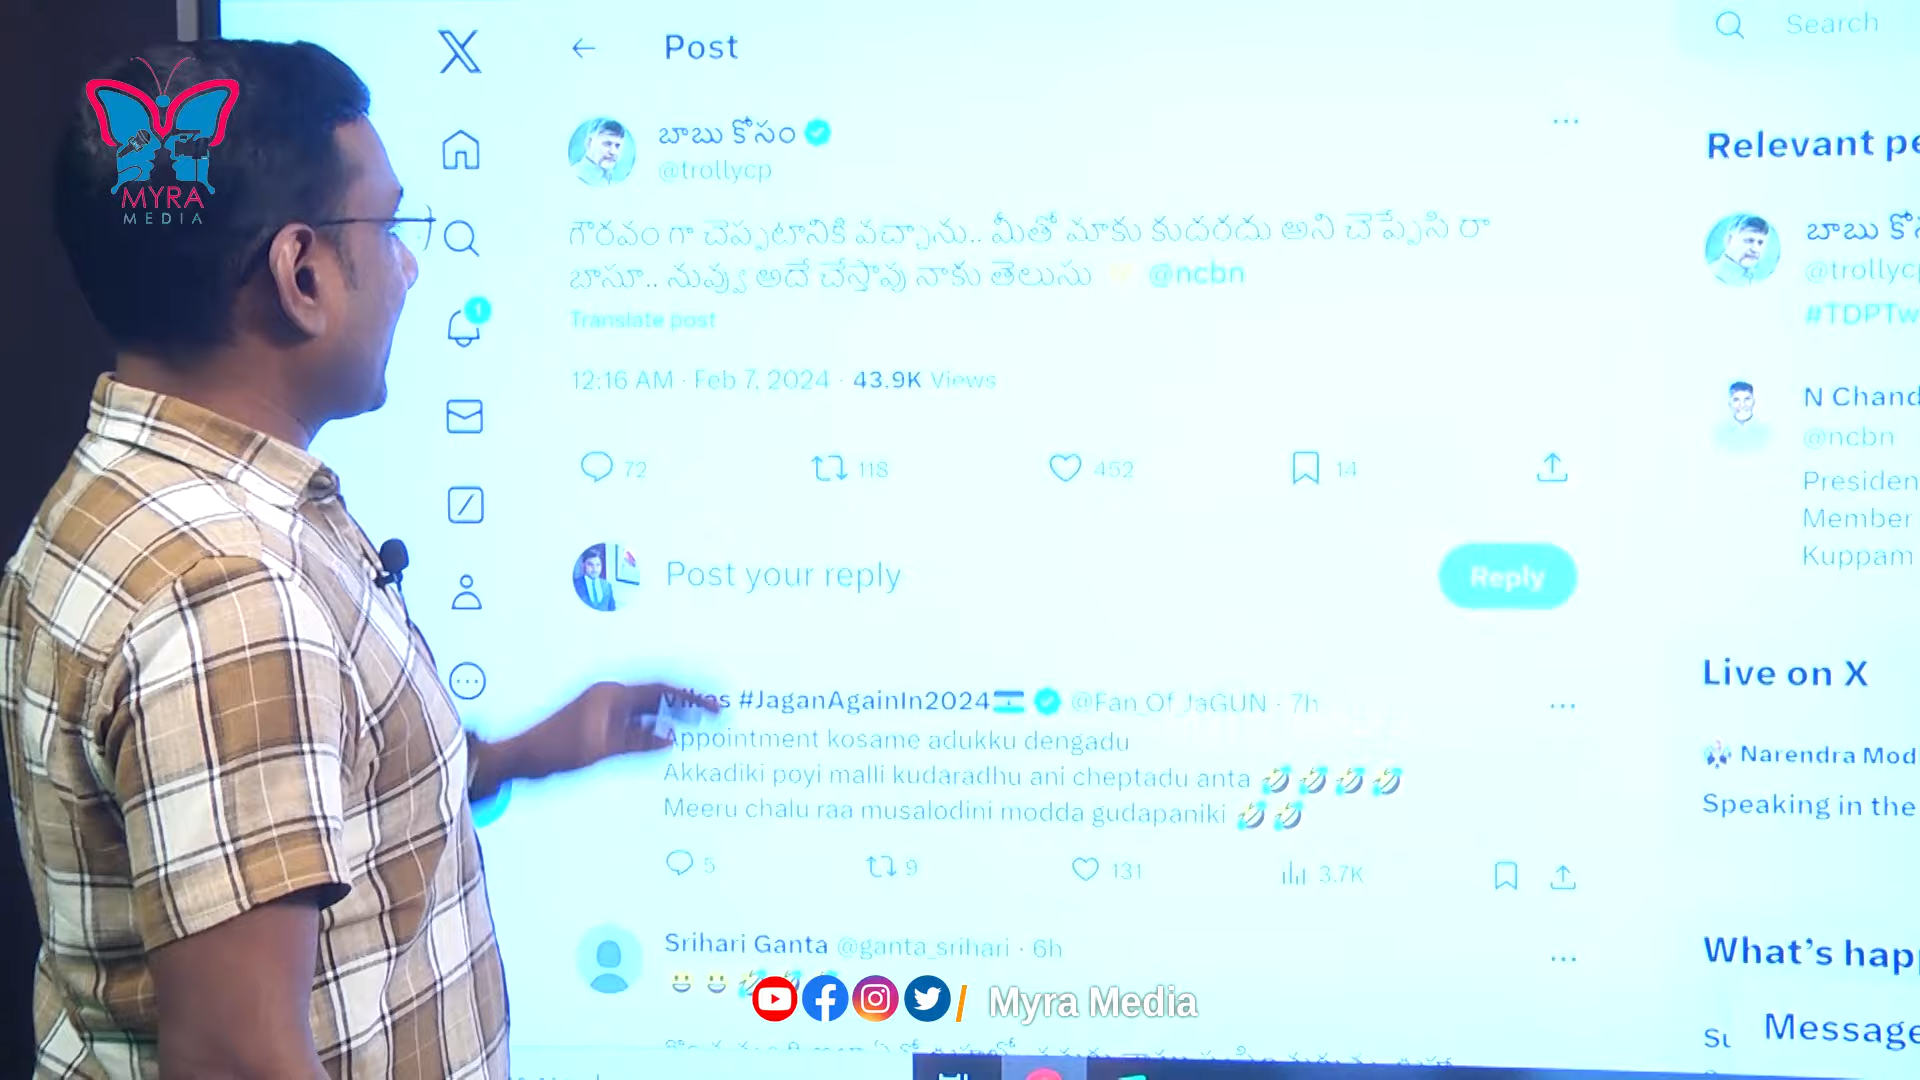 MYRA
MEDIA
Post
Search
బాబు కోసం
@trollycp
గౌరవం గా చెప్పటానికి వచ్చాను.. మీతో మాకు కుదరదు అని చెప్పేసి రా
బాసూ.. నువ్వు అదే చేస్తావు నాకు తెలుసు @ncbn
Translate post
12:16 AM · Feb 7, 2024 · 43.9K Views
72 118 452 14
Post your reply
Reply
Vikas #JaganAgainIn2024 @Fan_Of_JaGUN · 7h
Appointment kosame adukku dengadu
Akkadiki poyi malli kudaradhu ani cheptadu anta 🤣🤣🤣🤣
Meeru chalu raa musalodini modda gudapaniki 🤣🤣
5 9 131 3.7K
Srihari Ganta @ganta_srihari · 6h
Relevant pe
బాబు కో
@trollyc
#TDPTw
N Chand
@ncbn
Presiden
Member
Kuppam
Live on X
Narendra Mod
Speaking in the
What's hap
Message
1
/ Myra Media